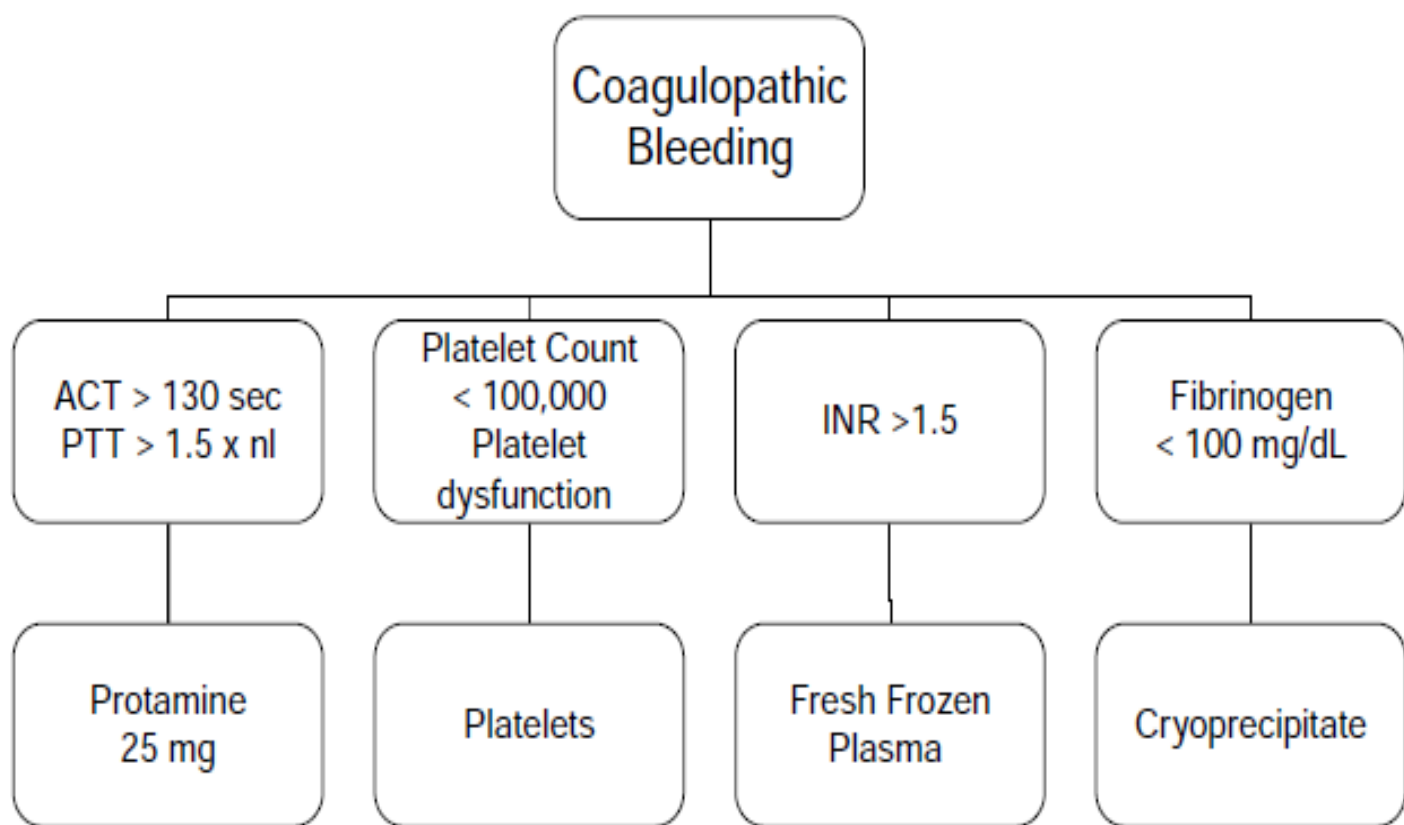 Coagulopathic
Bleeding
ACT > 130 sec
PTT > 1.5 x nl
Platelet Count
< 100,000
Platelet
dysfunction
INR >1.5
Fibrinogen
< 100 mg/dL
Protamine
25 mg
Platelets
Fresh Frozen
Plasma
Cryoprecipitate